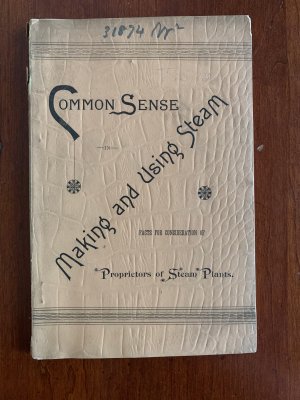 31874
Common Sense
—IN—
Making and Using Steam
FACTS FOR CONSIDERATION OF
Proprietors of Steam Plants.